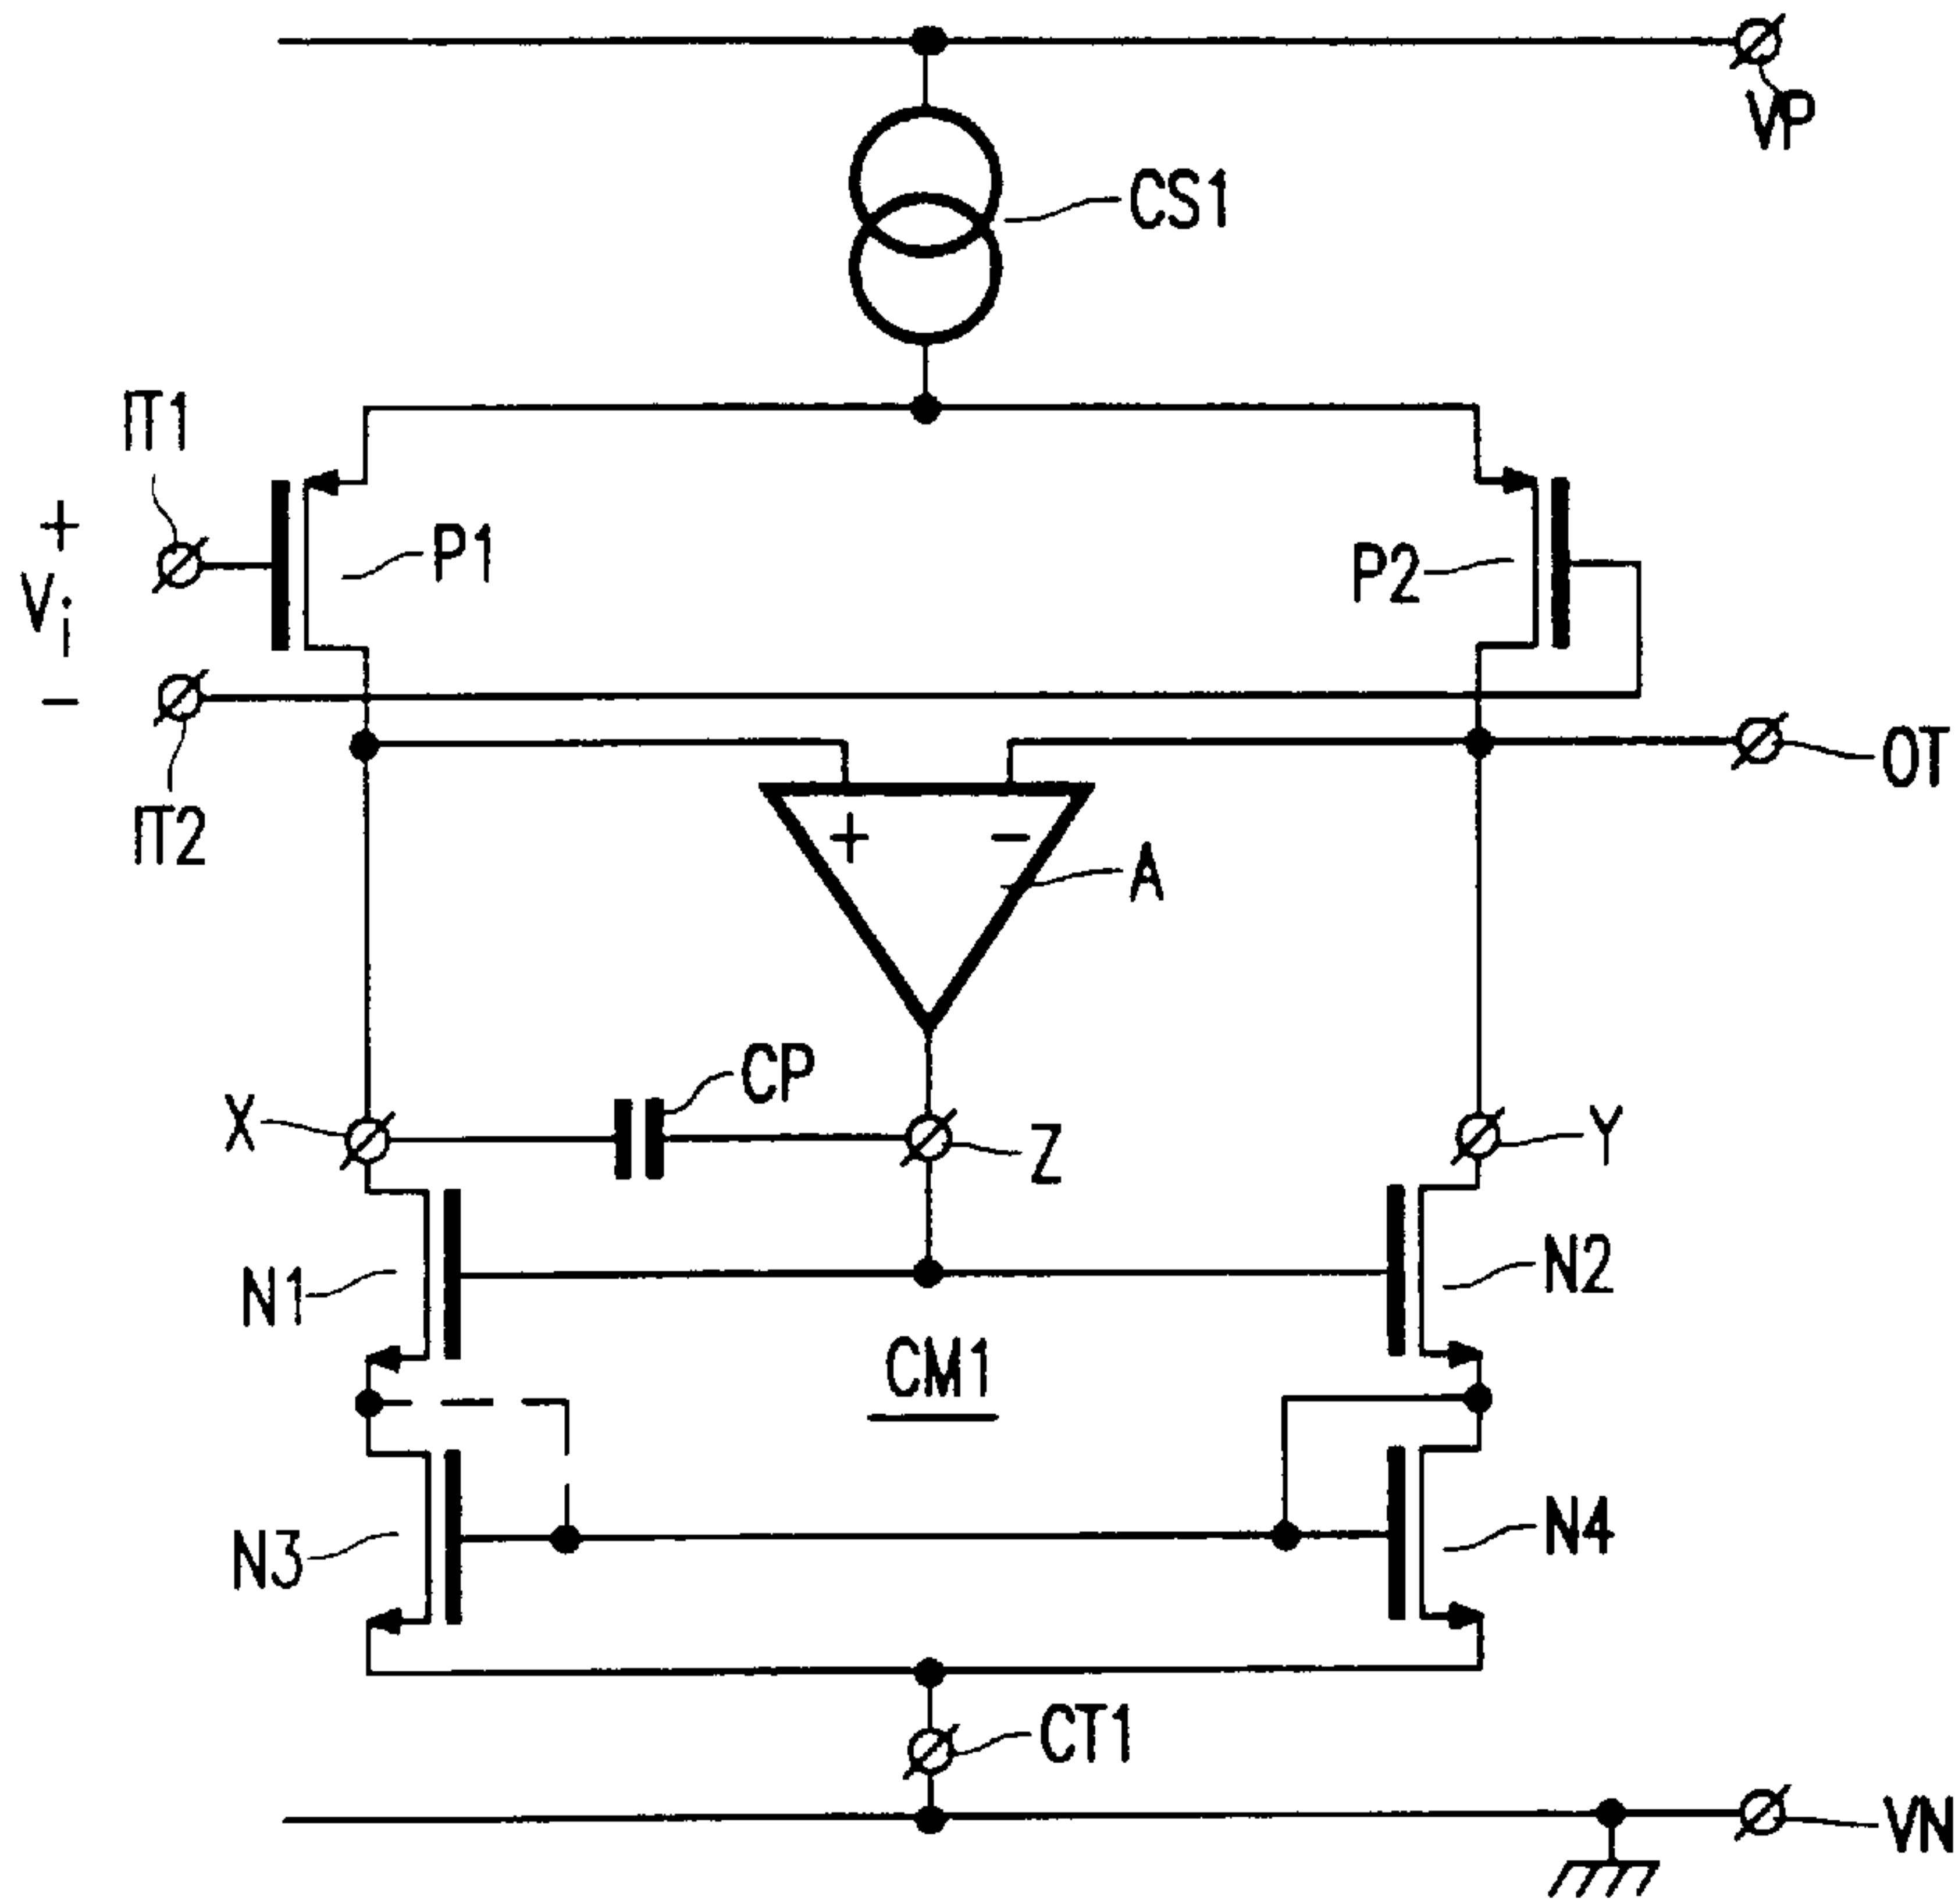 VP
CS1
IT1
+
P1
P2
Vi
−
OT
IT2
+ −
A
CP
X
Z
Y
N1
N2
CM1
N3
N4
CT1
VN